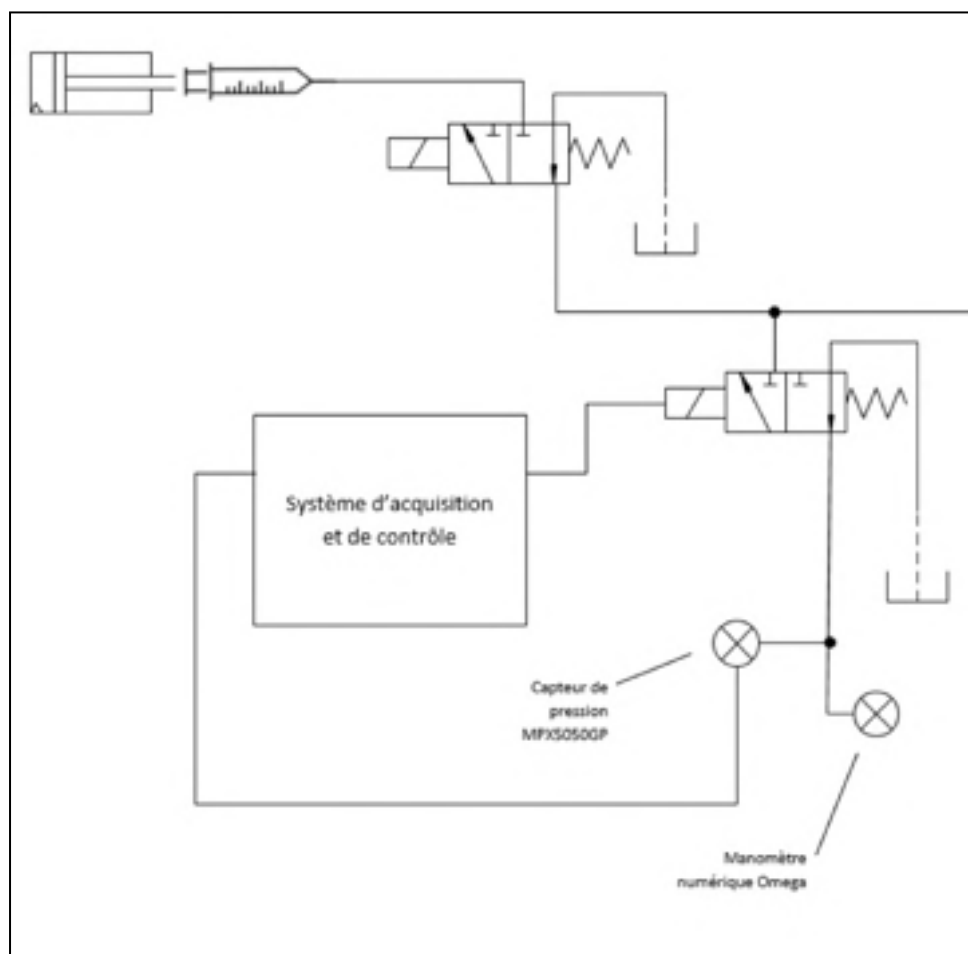 Système d'acquisition
et de contrôle
Capteur de
pression
MPX5050GP
Manomètre
numérique Omega